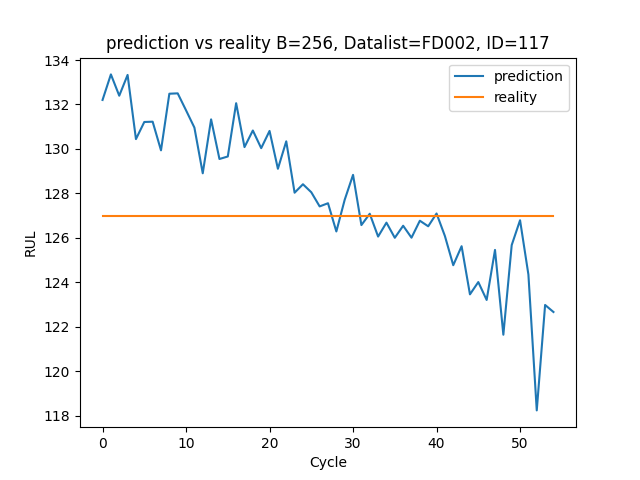 prediction vs reality B=256, Datalist=FD002, ID=117
prediction
reality
RUL
134
132
130
128
126
124
122
120
118
0 10 20 30 40 50
Cycle